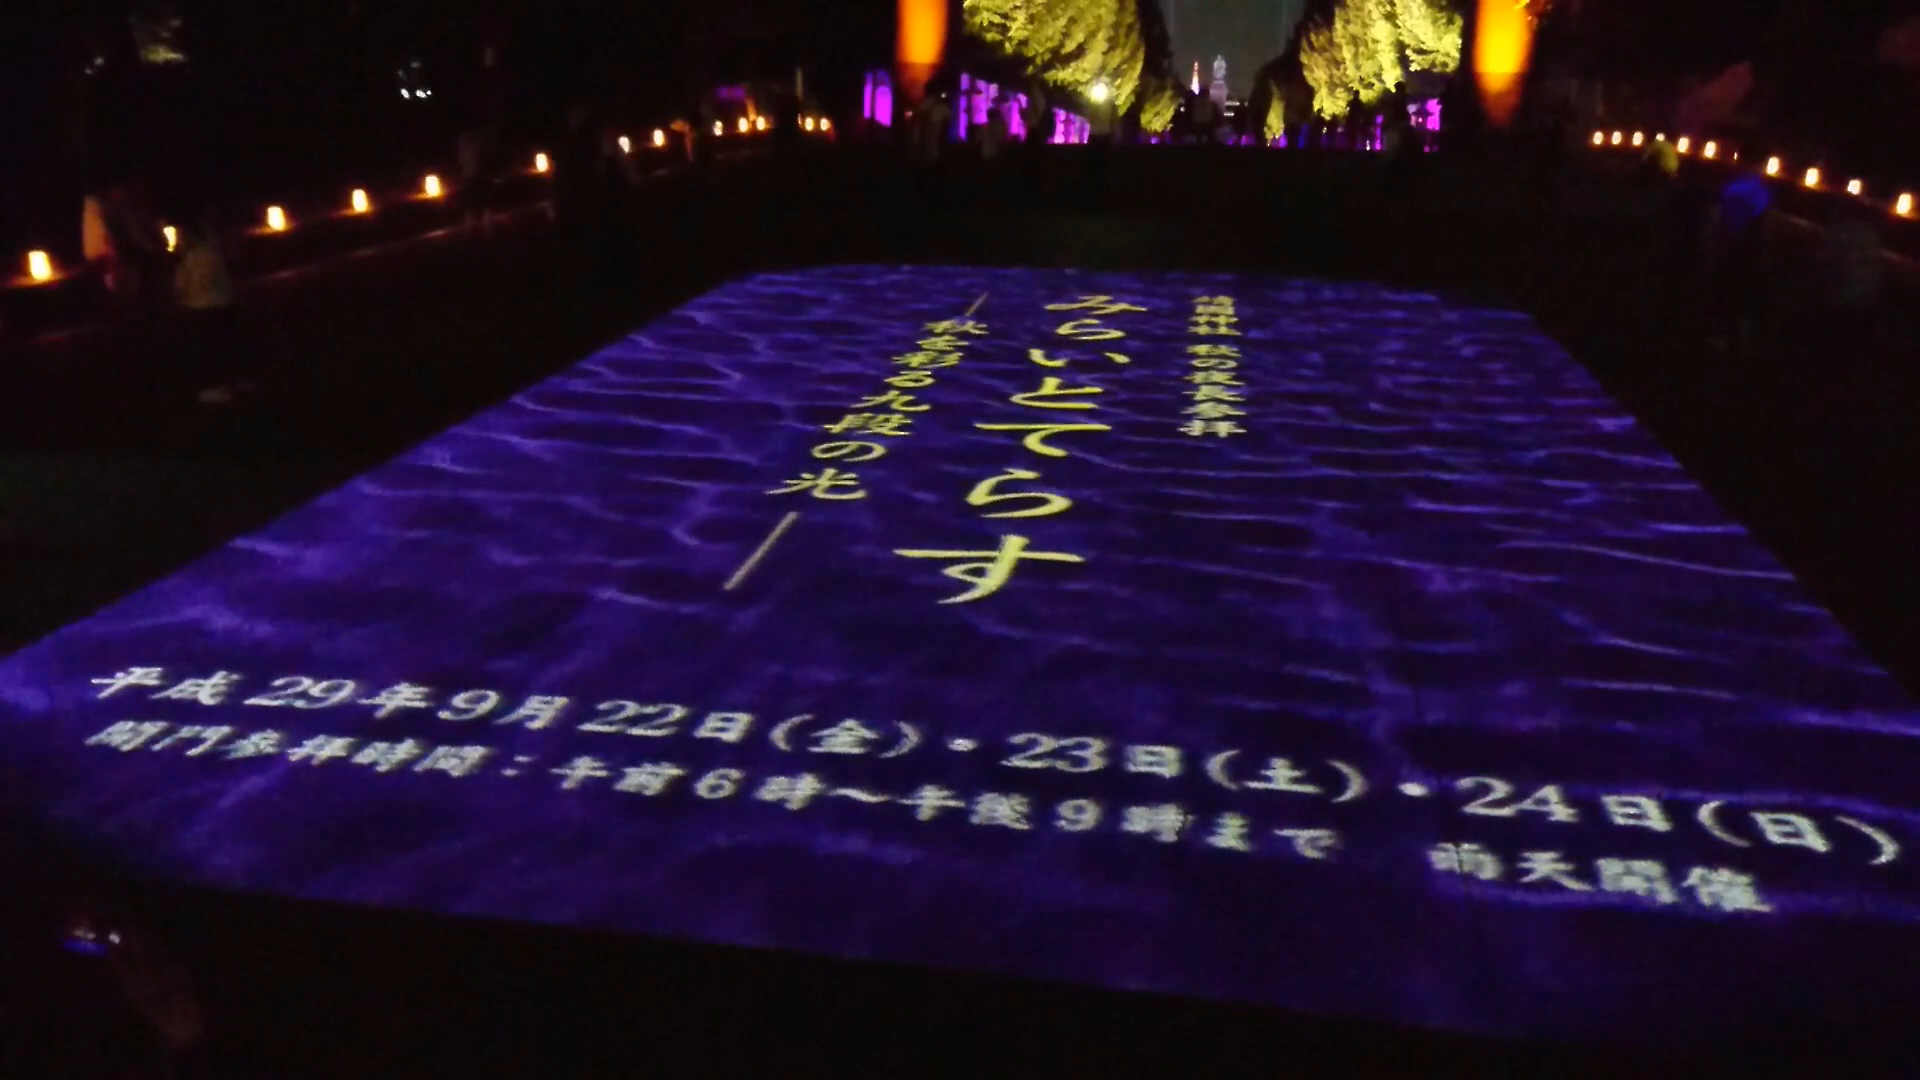 靖國神社 秋の夜長参拝
みらいとてらす
―秋を彩る九段の光―
平成29年9月22日(金)・23日(土)・24日(日)
開門参拝時間:午前6時～午後9時まで 雨天開催